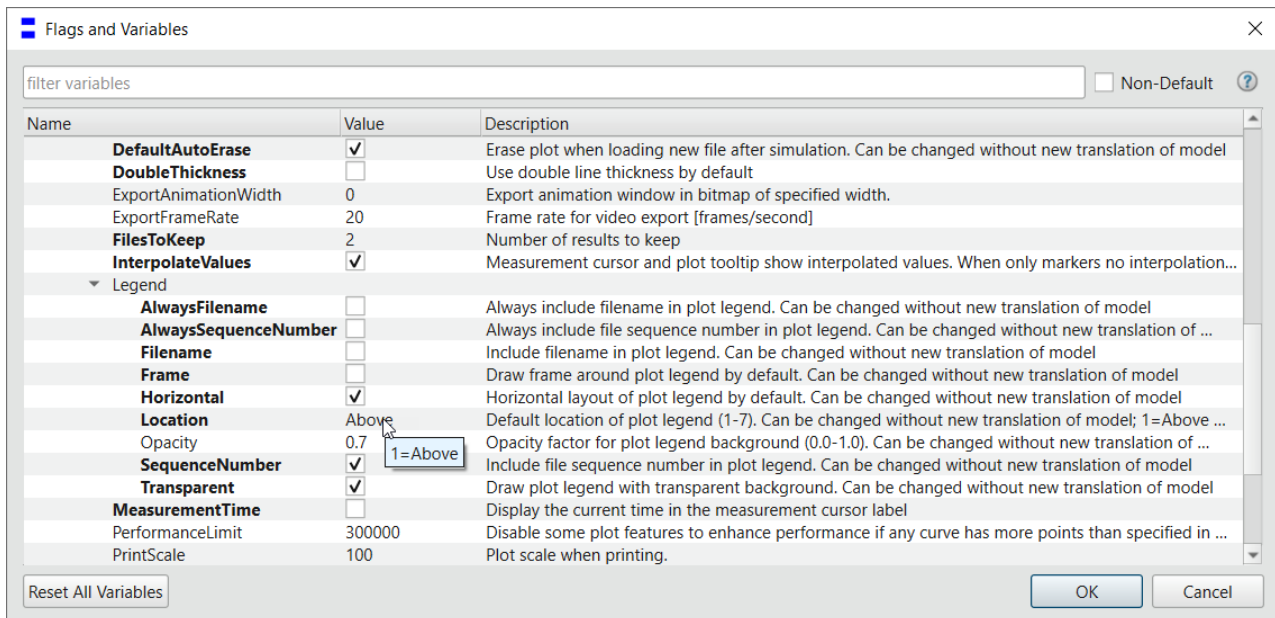 Flags and Variables
filter variables Non-Default ?
Name Value Description
DefaultAutoErase Erase plot when loading new file after simulation. Can be changed without new translation of model
DoubleThickness Use double line thickness by default
ExportAnimationWidth 0 Export animation window in bitmap of specified width.
ExportFrameRate 20 Frame rate for video export [frames/second]
FilesToKeep 2 Number of results to keep
InterpolateValues Measurement cursor and plot tooltip show interpolated values. When only markers no interpolation...
Legend
AlwaysFilename Always include filename in plot legend. Can be changed without new translation of model
AlwaysSequenceNumber Always include file sequence number in plot legend. Can be changed without new translation of ...
Filename Include filename in plot legend. Can be changed without new translation of model
Frame Draw frame around plot legend by default. Can be changed without new translation of model
Horizontal Horizontal layout of plot legend by default. Can be changed without new translation of model
Location Above Default location of plot legend (1-7). Can be changed without new translation of model; 1=Above ...
Opacity 0.7 Opacity factor for plot legend background (0.0-1.0). Can be changed without new translation of ...
1=Above
SequenceNumber Include file sequence number in plot legend. Can be changed without new translation of model
Transparent Draw plot legend with transparent background. Can be changed without new translation of model
MeasurementTime Display the current time in the measurement cursor label
PerformanceLimit 300000 Disable some plot features to enhance performance if any curve has more points than specified in ...
PrintScale 100 Plot scale when printing.
Reset All Variables OK Cancel